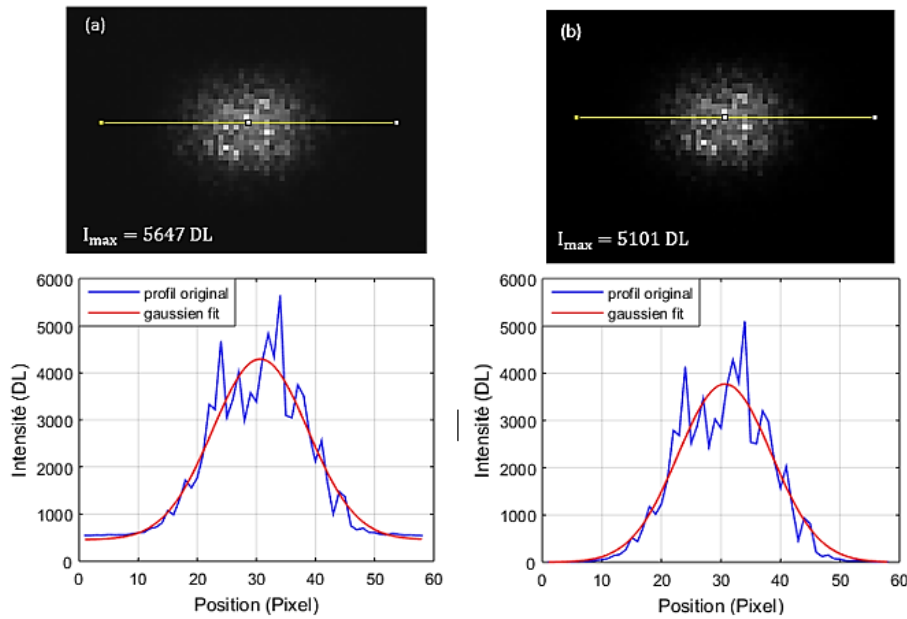 (a)
I_max = 5647 DL
(b)
I_max = 5101 DL
profil original
gaussien fit
Intensité (DL)
6000
5000
4000
3000
2000
1000
0
0 10 20 30 40 50 60
Position (Pixel)
profil original
gaussien fit
Intensité (DL)
6000
5000
4000
3000
2000
1000
0
0 10 20 30 40 50 60
Position (Pixel)